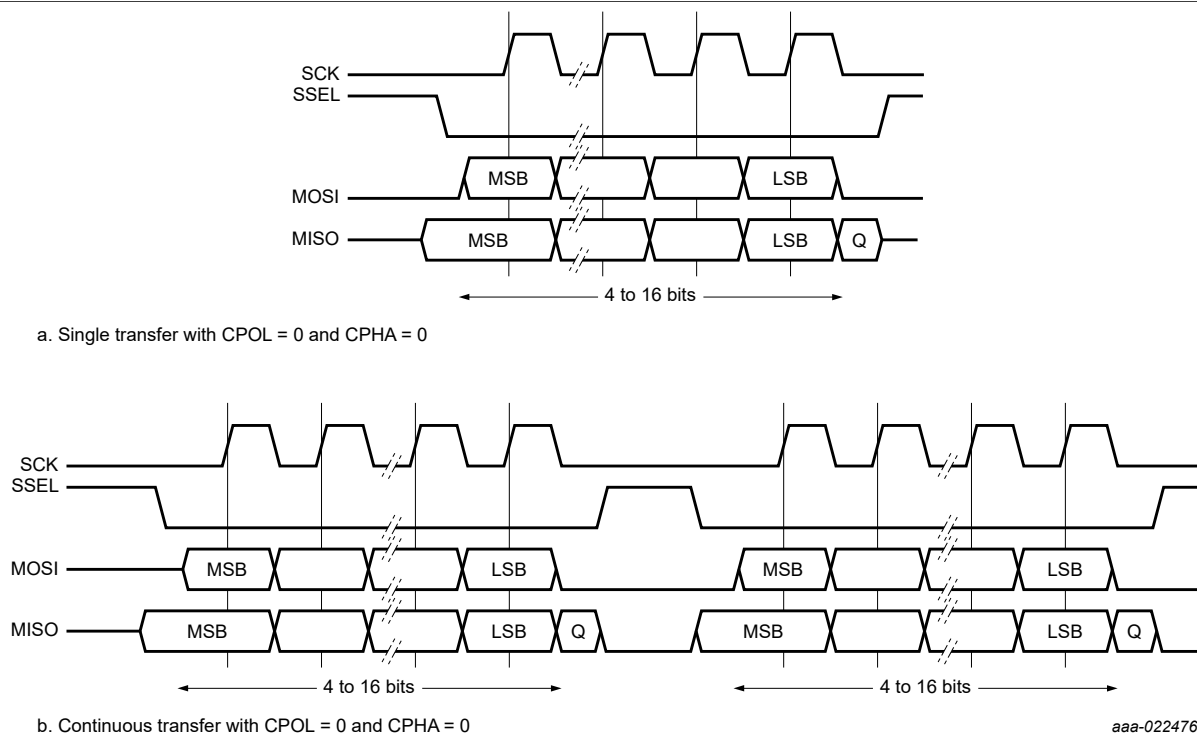 SCK
SSEL
MOSI MSB LSB
MISO MSB LSB Q
4 to 16 bits
a. Single transfer with CPOL = 0 and CPHA = 0
SCK
SSEL
MOSI MSB LSB MSB LSB
MISO MSB LSB Q MSB LSB Q
4 to 16 bits 4 to 16 bits
b. Continuous transfer with CPOL = 0 and CPHA = 0 aaa-022476